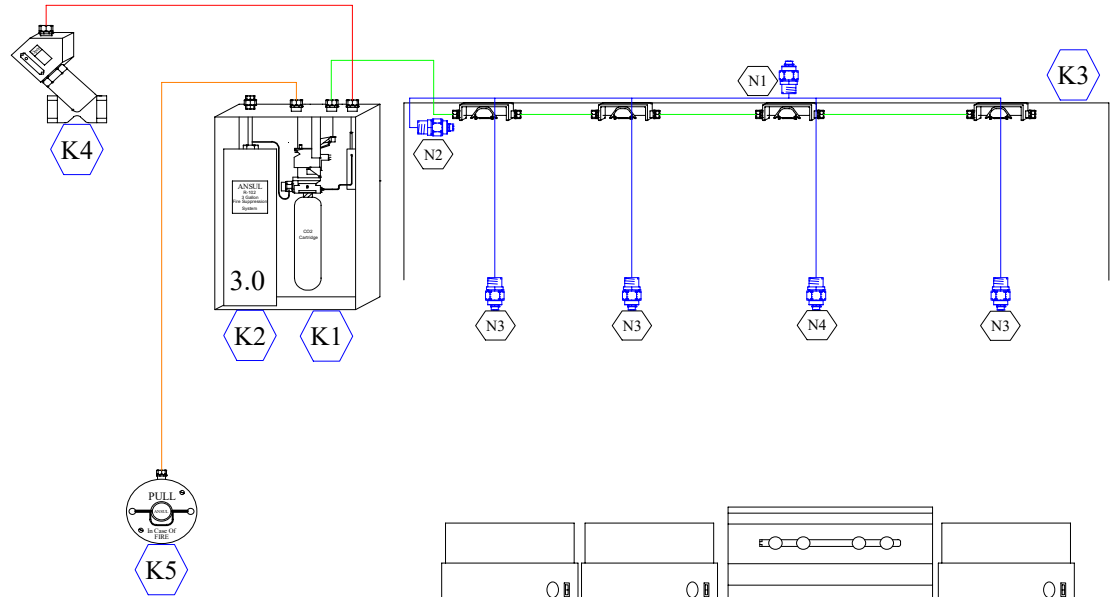 N1
K3
K4
N2
ANSUL
R-102
3 Gallon
Fire Suppression
System
CO2
Cartridge
3.0
K2
K1
N3
N3
N4
N3
PULL
ANSUL
In Case Of
FIRE
K5